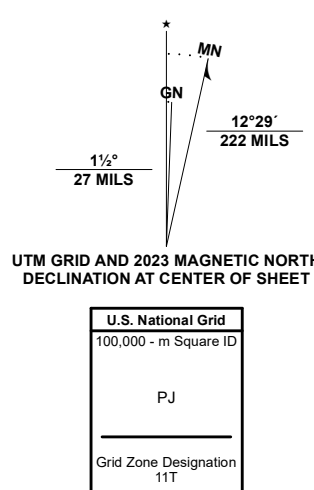 ★
MN
GN
12°29´
222 MILS
1½°
27 MILS
UTM GRID AND 2023 MAGNETIC NORTH
DECLINATION AT CENTER OF SHEET
U.S. National Grid
100,000 - m Square ID
PJ
Grid Zone Designation
11T